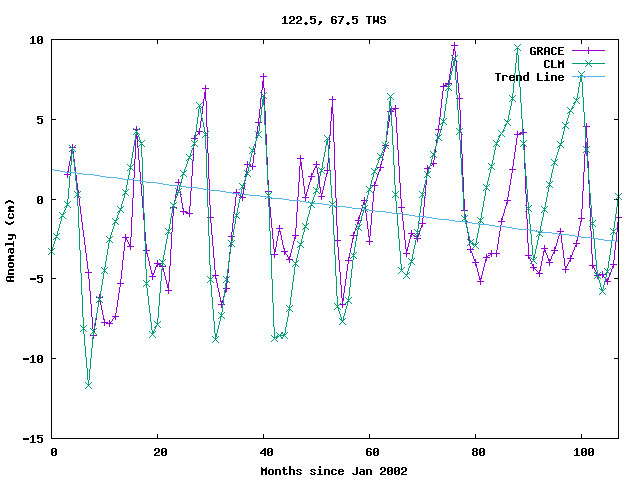 122.5, 67.5 TWS
GRACE
CLM
Trend Line
10
5
0
-5
-10
-15
Anomaly (cm)
0 20 40 60 80 100
Months since Jan 2002